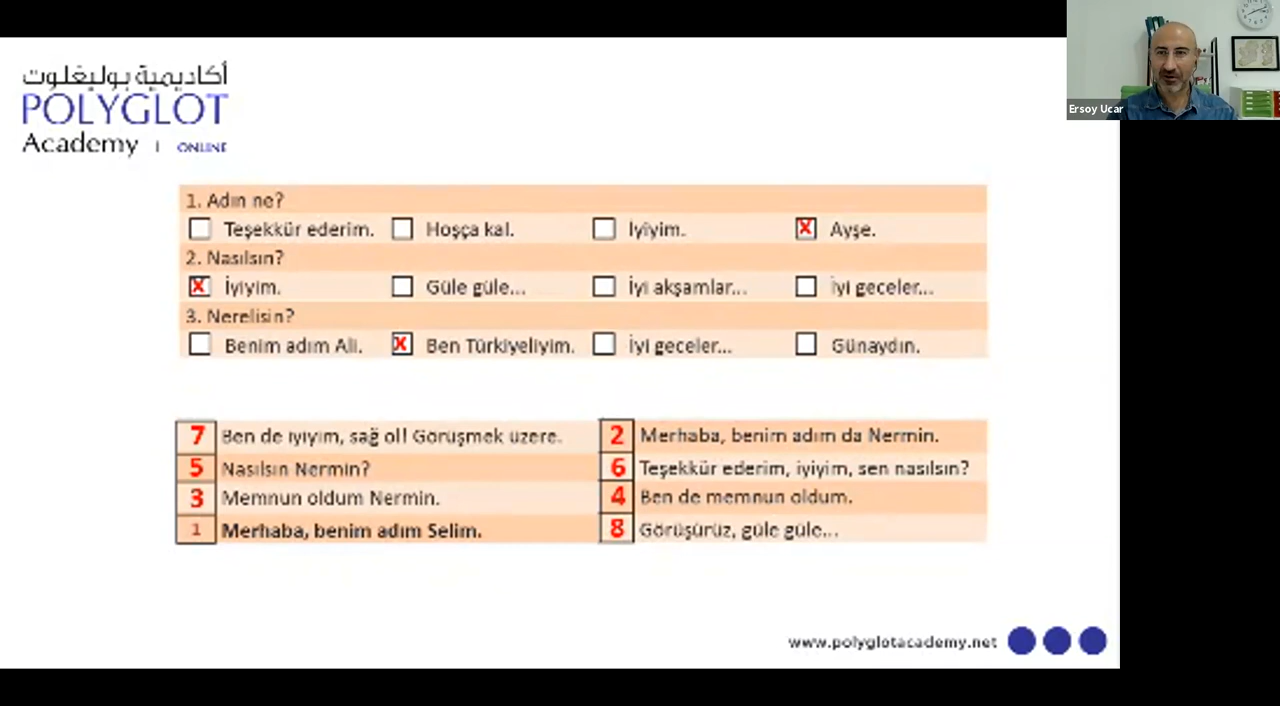 أكاديمية بوليغلوت
POLYGLOT
Academy | ONLINE
Ersoy Ucar
1. Adın ne?
Teşekkür ederim. Hoşça kal. İyiyim. X Ayşe.
2. Nasılsın?
X İyiyim. Güle güle... İyi akşamlar... İyi geceler...
3. Nerelisin?
Benim adım Ali. X Ben Türkiyeliyim. İyi geceler... Günaydın.
7 Ben de iyiyim, sağ ol! Görüşmek üzere. 2 Merhaba, benim adım da Nermin.
5 Nasılsın Nermin? 6 Teşekkür ederim, iyiyim, sen nasılsın?
3 Memnun oldum Nermin. 4 Ben de memnun oldum.
1 Merhaba, benim adım Selim. 8 Görüşürüz, güle güle...
www.polyglotacademy.net